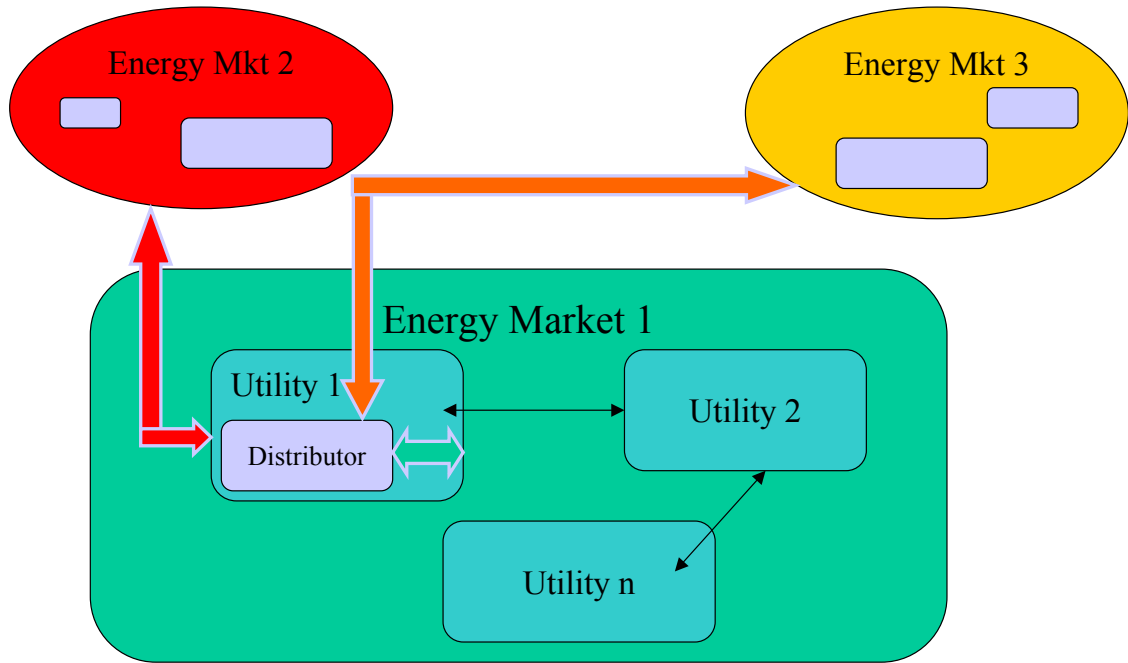 Energy Mkt 2
Energy Mkt 3
Energy Market 1
Utility 1
Utility 2
Distributor
Utility n